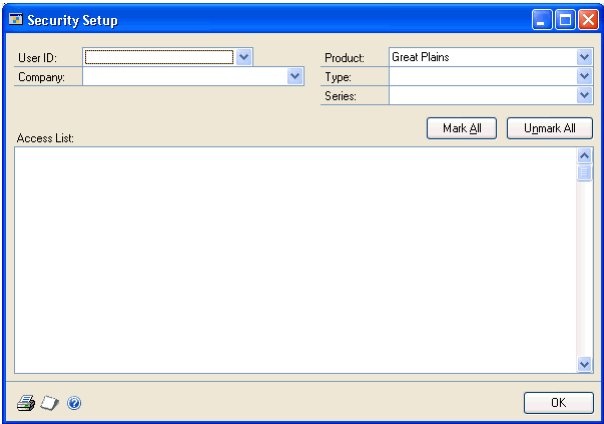 Security Setup
User ID:
Company:
Product: Great Plains
Type:
Series:
Mark All
Unmark All
Access List:
OK